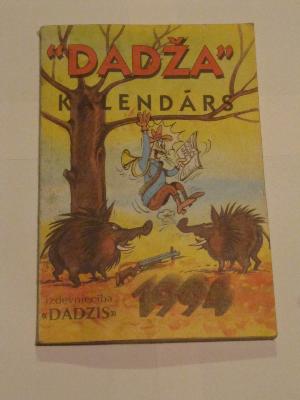 "DADŽA"
KALENDĀRS
izdevniecība
«DADZIS»
1994